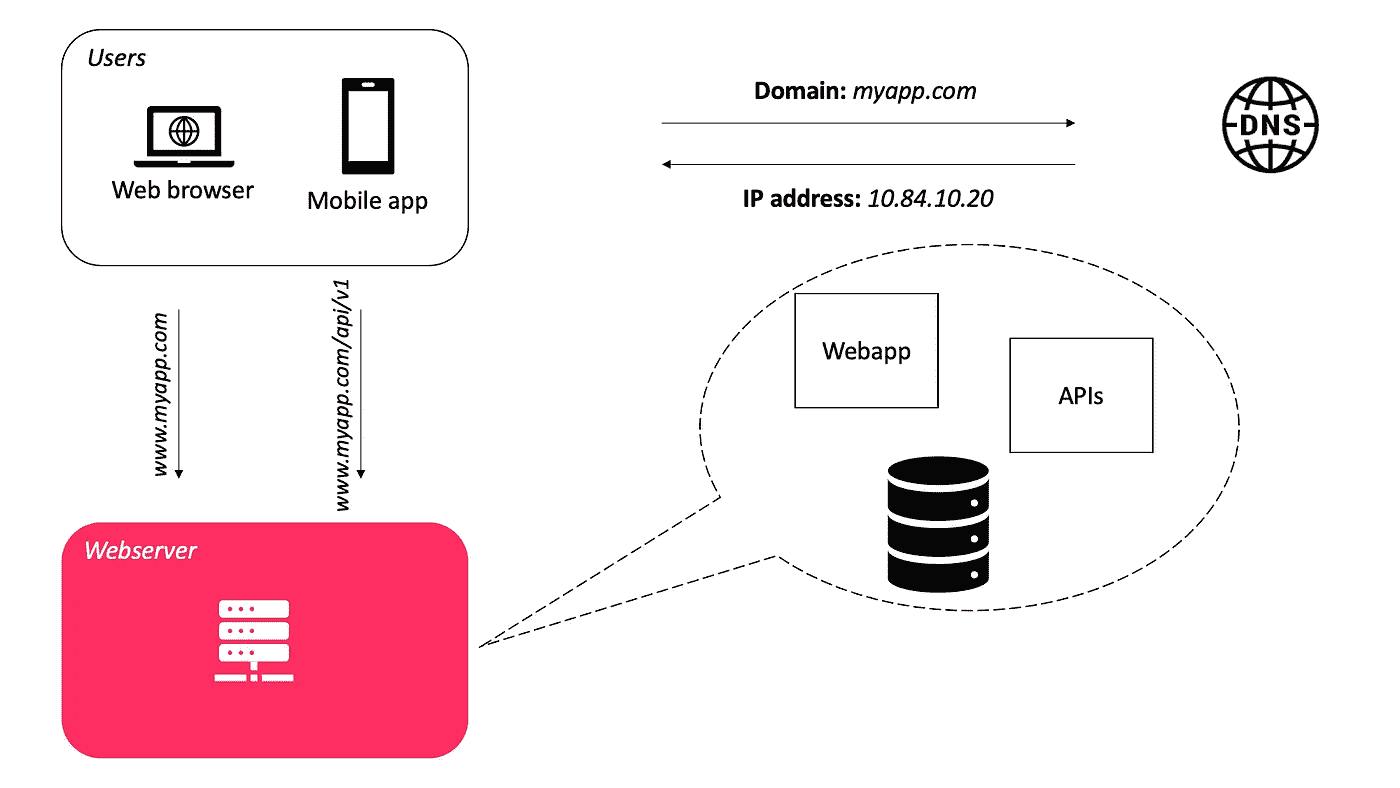 Users
Web browser
Mobile app
Domain: myapp.com
DNS
IP address: 10.84.10.20
www.myapp.com
www.myapp.com/api/v1
Webapp
APIs
Webserver